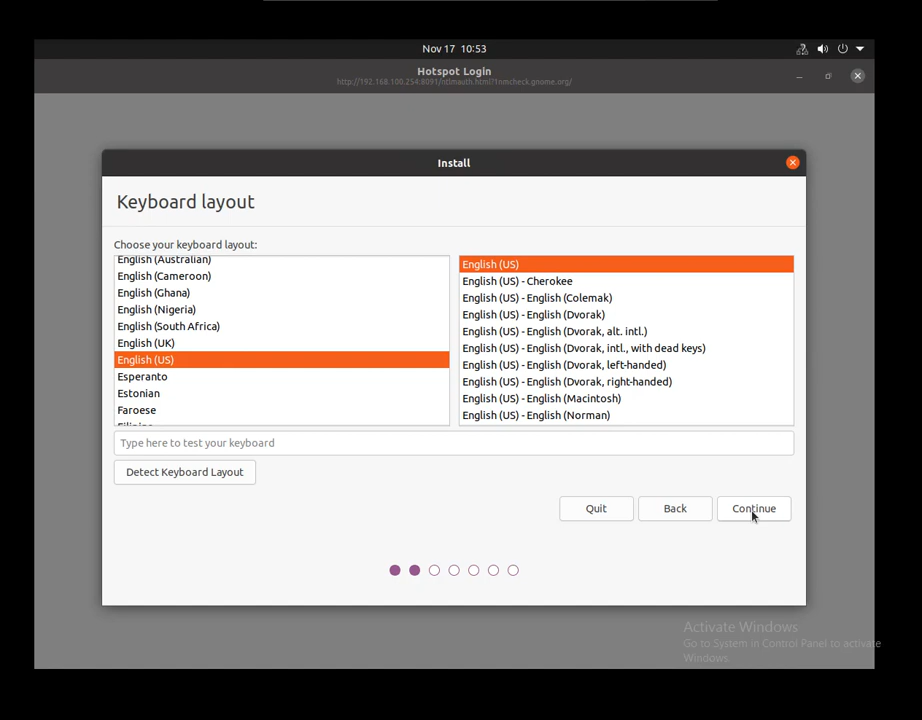 Nov 17 10:53
Hotspot Login
http://192.168.100.254:8091/ntlmauth.html?1nmcheck.gnome.org/
Install
Keyboard layout
Choose your keyboard layout:
English (Australian)
English (Cameroon)
English (Ghana)
English (Nigeria)
English (South Africa)
English (UK)
English (US)
Esperanto
Estonian
Faroese
English (US)
English (US) - Cherokee
English (US) - English (Colemak)
English (US) - English (Dvorak)
English (US) - English (Dvorak, alt. intl.)
English (US) - English (Dvorak, intl., with dead keys)
English (US) - English (Dvorak, left-handed)
English (US) - English (Dvorak, right-handed)
English (US) - English (Macintosh)
English (US) - English (Norman)
Type here to test your keyboard
Detect Keyboard Layout
Quit
Back
Continue
Activate Windows
Go to System in Control Panel to activate
Windows.